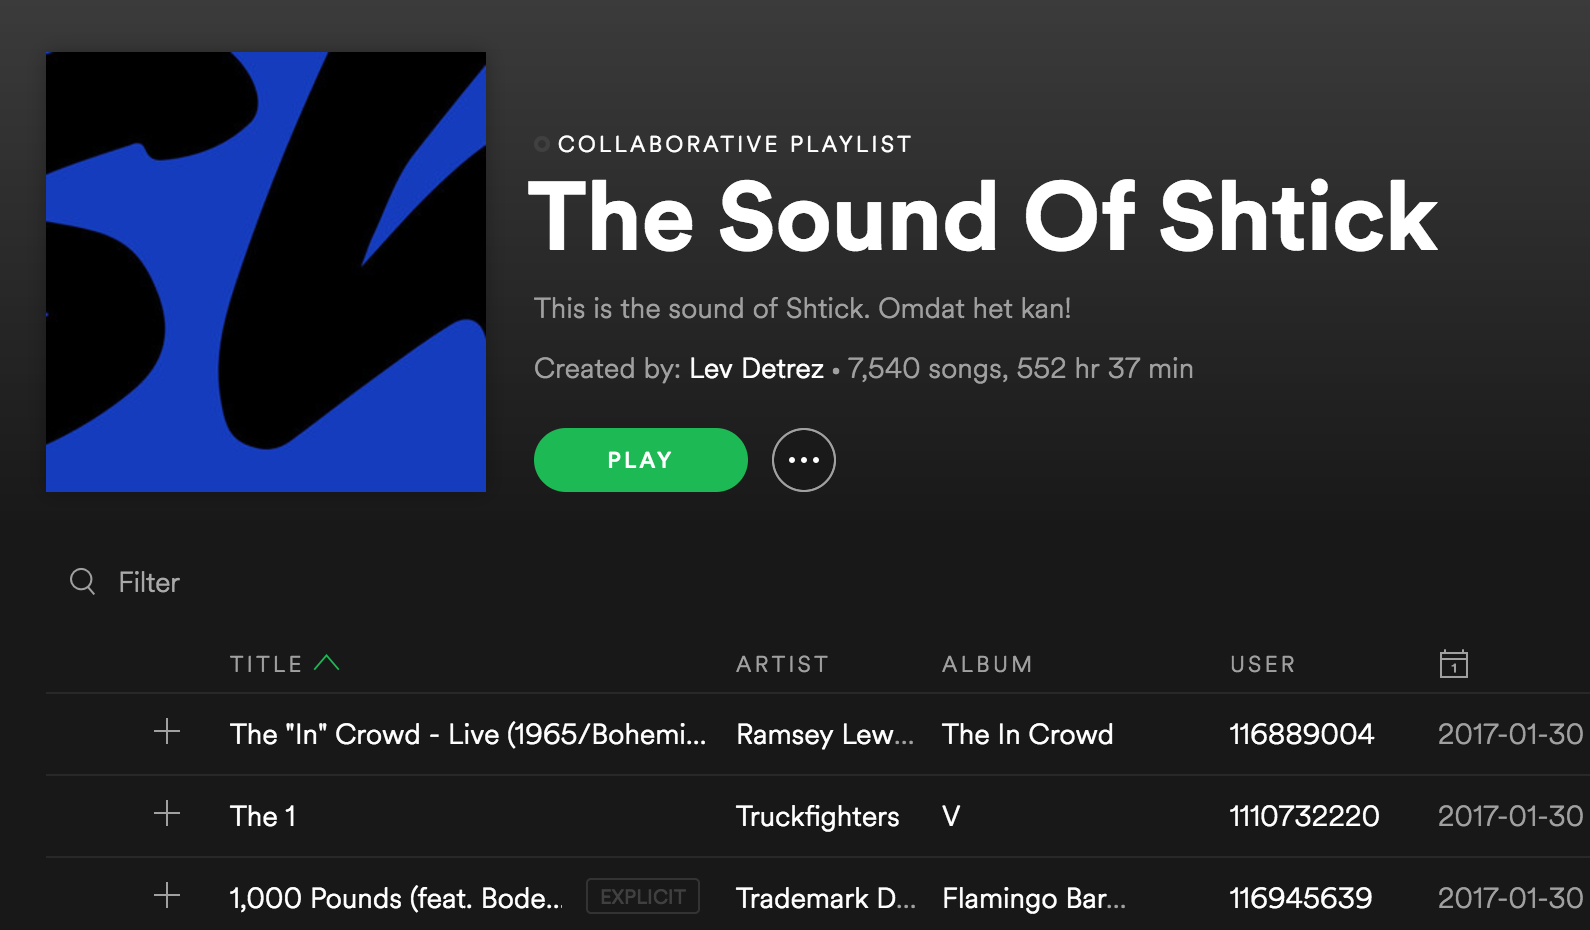 COLLABORATIVE PLAYLIST
The Sound Of Shtick
This is the sound of Shtick. Omdat het kan!
Created by: Lev Detrez • 7,540 songs, 552 hr 37 min
PLAY
Filter
TITLE ARTIST ALBUM USER 1
The "In" Crowd - Live (1965/Bohemi... Ramsey Lew... The In Crowd 116889004 2017-01-30
The 1 Truckfighters V 1110732220 2017-01-30
1,000 Pounds (feat. Bode... EXPLICIT Trademark D... Flamingo Bar... 116945639 2017-01-30